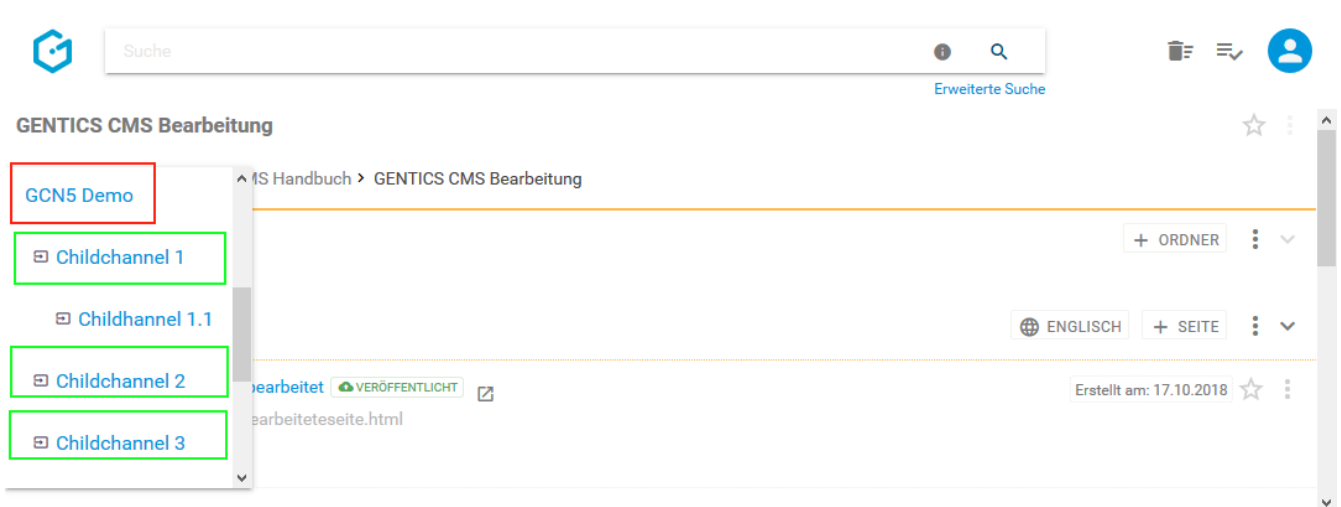 Suche
Erweiterte Suche
GENTICS CMS Bearbeitung
MS Handbuch > GENTICS CMS Bearbeitung
GCN5 Demo
Childchannel 1
+ ORDNER
Childhannel 1.1
ENGLISCH + SEITE
Childchannel 2
bearbeitet VERÖFFENTLICHT Erstellt am: 17.10.2018
earbeiteteseite.html
Childchannel 3